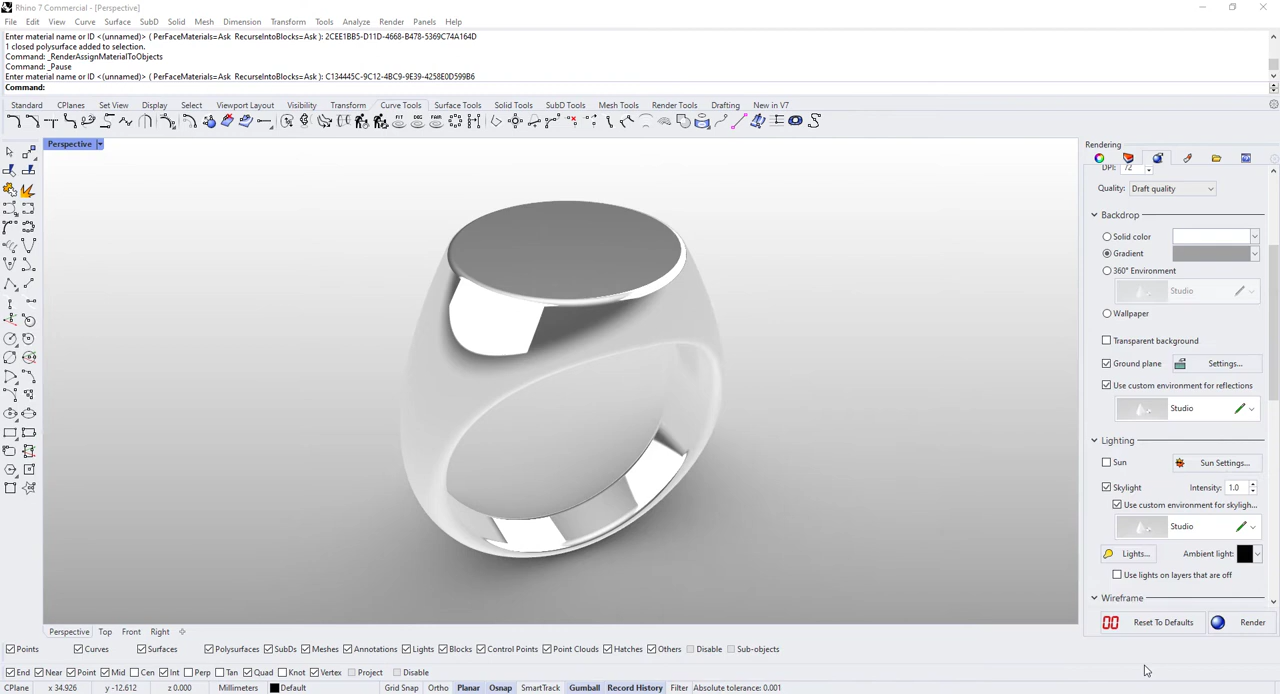 Rhino 7 Commercial - [Perspective]
File Edit View Curve Surface SubD Solid Mesh Dimension Transform Tools Analyze Render Panels Help
Enter material name or ID <(unnamed)> ( PerFaceMaterials=Ask RecurseIntoBlocks=Ask ): 2CEE1BB5-D11D-4668-B478-5369C74A164D
1 closed polysurface added to selection.
Command: _RenderAssignMaterialToObjects
Command: _Pause
Enter material name or ID <(unnamed)> ( PerFaceMaterials=Ask RecurseIntoBlocks=Ask ): C134445C-9C12-4BC9-9E39-4258E0D599B6
Command:
Standard CPlanes Set View Display Select Viewport Layout Visibility Transform Curve Tools Surface Tools Solid Tools SubD Tools Mesh Tools Render Tools Drafting New in V7
FIT DEG FAIR
Perspective
Rendering
DPI: 72
Quality: Draft quality
Backdrop
Solid color
Gradient
360° Environment
Studio
Wallpaper
Transparent background
Ground plane Settings...
Use custom environment for reflections
Studio
Lighting
Sun Sun Settings...
Skylight Intensity: 1.0
Use custom environment for skyligh...
Studio
Lights... Ambient light:
Use lights on layers that are off
Wireframe
Reset To Defaults Render
Perspective Top Front Right
Points Curves Surfaces Polysurfaces SubDs Meshes Annotations Lights Blocks Control Points Point Clouds Hatches Others Disable Sub-objects
End Near Point Mid Cen Int Perp Tan Quad Knot Vertex Project Disable
CPlane x 34.926 y -12.612 z 0.000 Millimeters Default Grid Snap Ortho Planar Osnap SmartTrack Gumball Record History Filter Absolute tolerance: 0.001